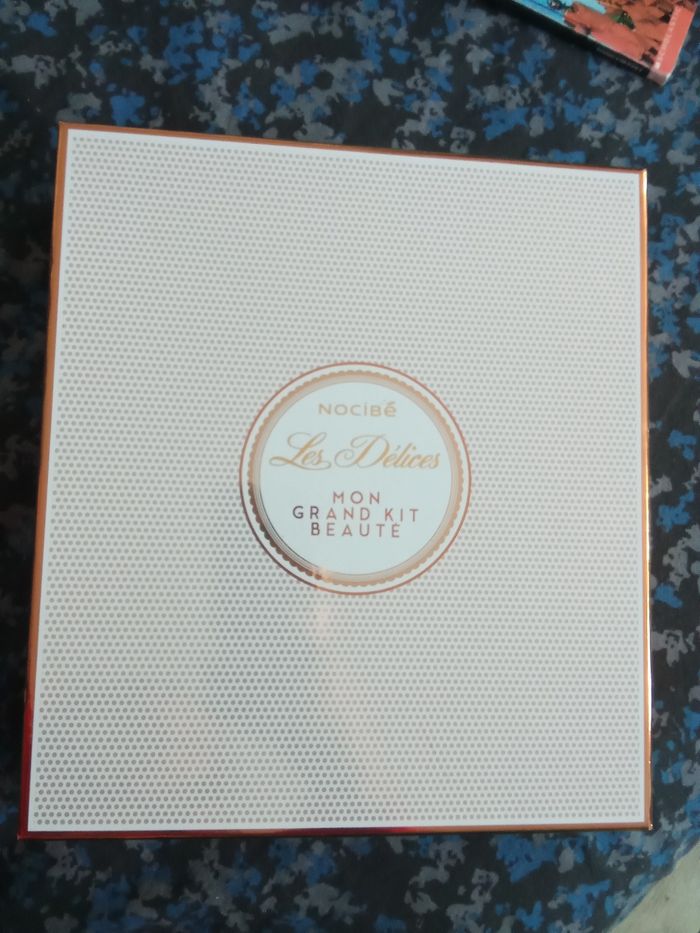 NOCiBé
Les Délices
MON
GRAND KIT
BEAUTÉ